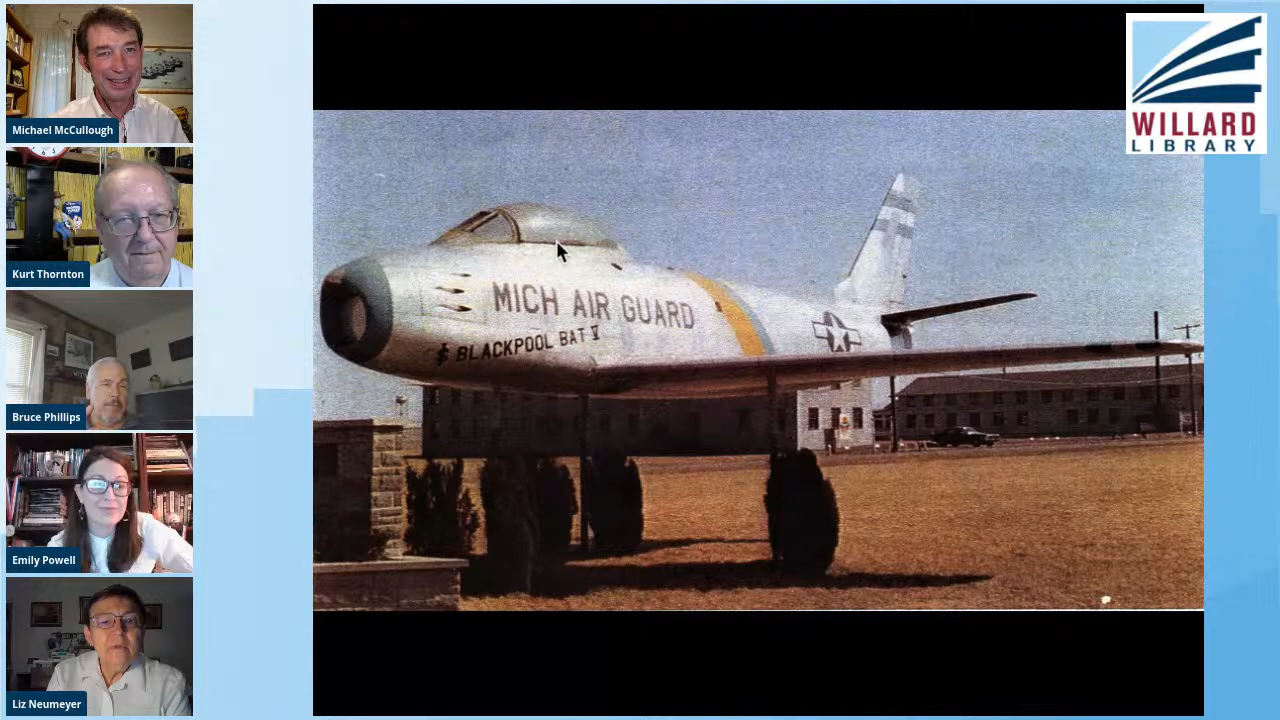 Michael McCullough
Kurt Thornton
Bruce Phillips
Emily Powell
Liz Neumeyer
MICH AIR GUARD
BLACKPOOL BAT V
WILLARD
LIBRARY